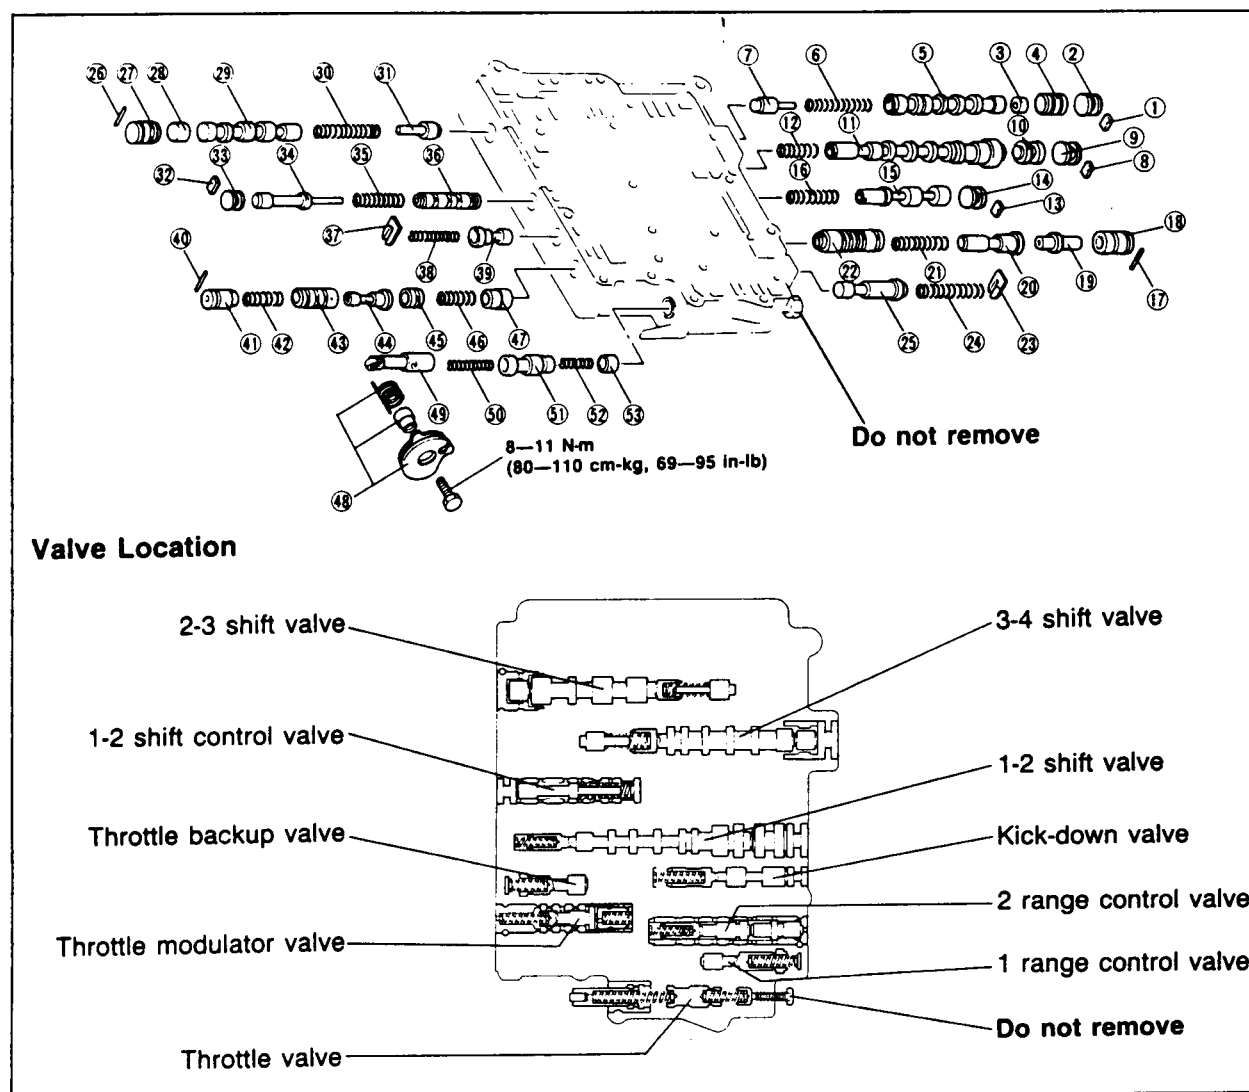 7 6 5 3 4 2
26 27 28 29 30 31
1
12 11 10 9
33 34 35 36 8
32 16 15 14
13
37 18
40 38 39 22 21 20 19
17
41 42 43 44 45 46 47 25 24 23
49 50 51 52 53
Do not remove
8—11 N·m
(80—110 cm-kg, 69—95 in-lb)
48
Valve Location
2-3 shift valve
3-4 shift valve
1-2 shift control valve
1-2 shift valve
Throttle backup valve
Kick-down valve
2 range control valve
Throttle modulator valve
1 range control valve
Do not remove
Throttle valve